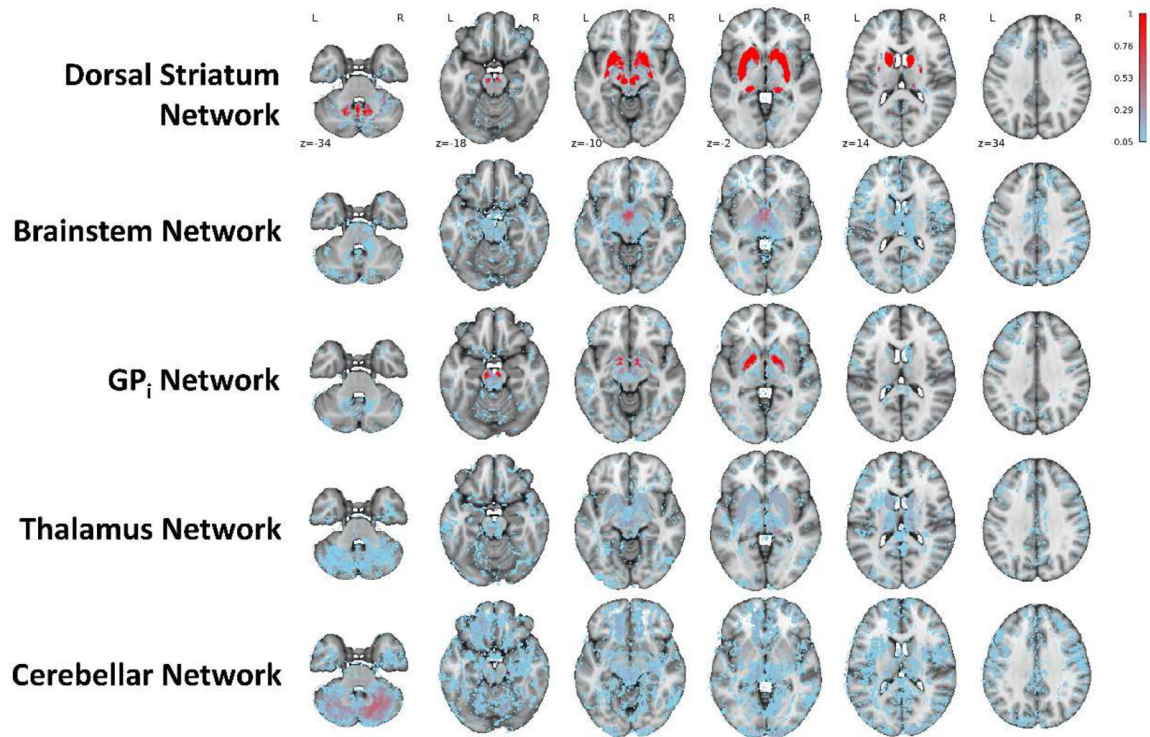 L R L R L R L R L R L R
1
0.76
0.53
0.29
0.05
Dorsal Striatum
Network
z=-34 z=-18 z=-10 z=-2 z=14 z=34
Brainstem Network
GPi Network
Thalamus Network
Cerebellar Network